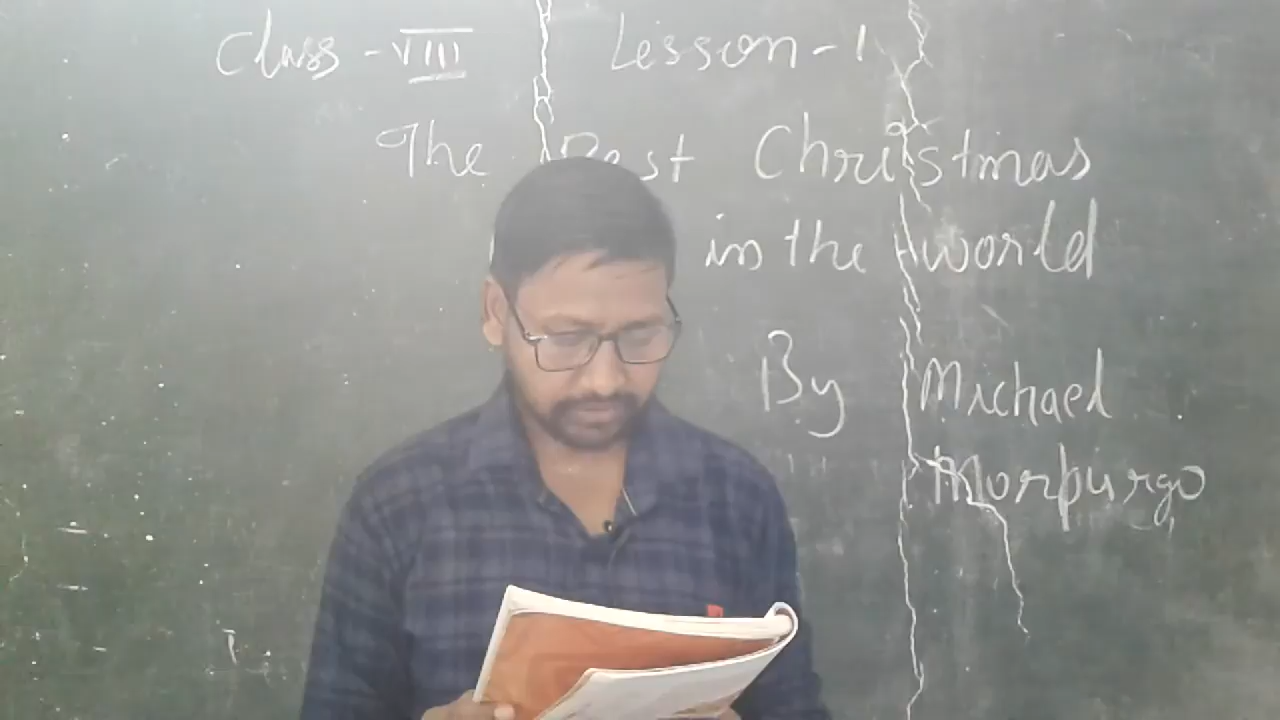 Class - VIII Lesson - 1
The Best Christmas
in the world
By Michael
Morpurgo